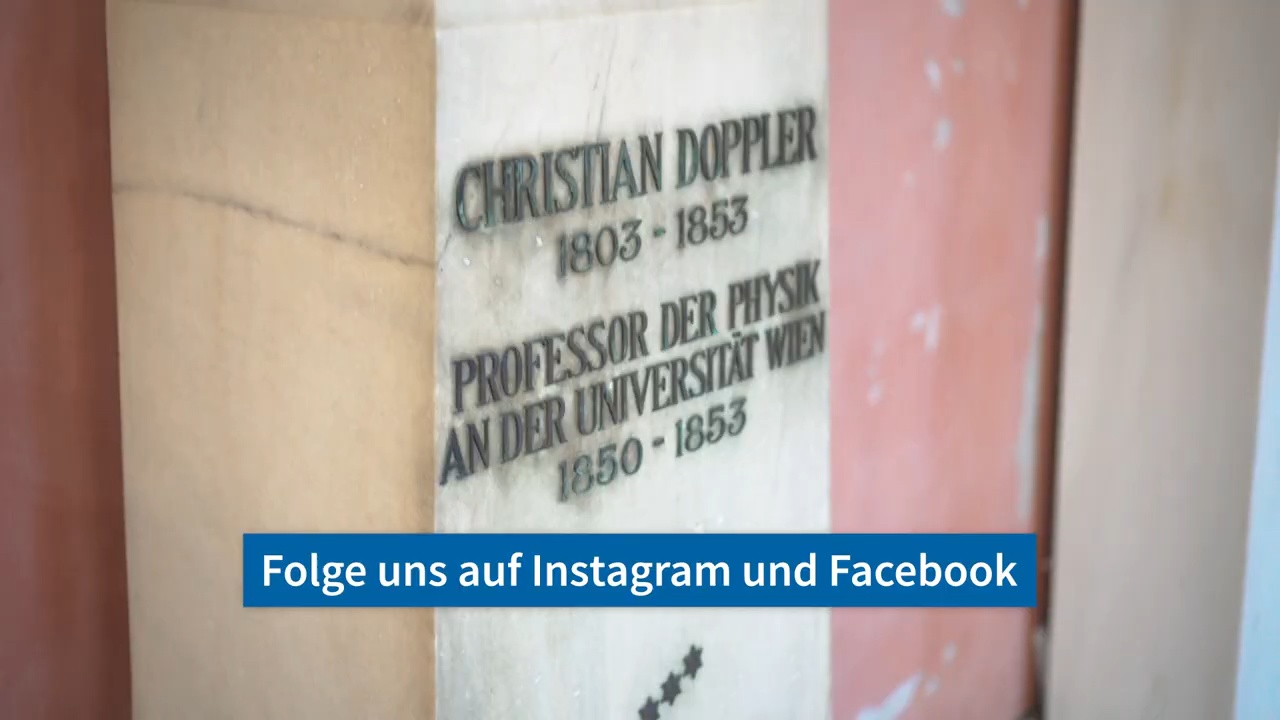 CHRISTIAN DOPPLER
1803 - 1853
PROFESSOR DER PHYSIK
AN DER UNIVERSITÄT WIEN
1850 - 1853
Folge uns auf Instagram und Facebook